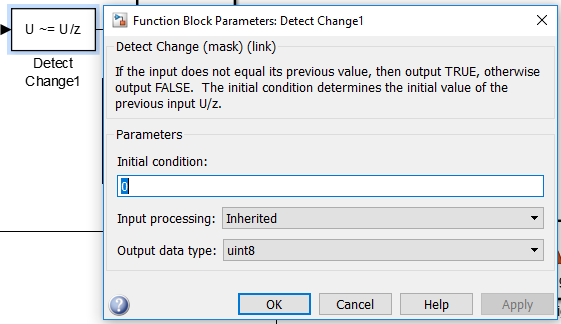 U ~= U/z
Detect
Change1
Function Block Parameters: Detect Change1
Detect Change (mask) (link)
If the input does not equal its previous value, then output TRUE, otherwise
output FALSE.  The initial condition determines the initial value of the
previous input U/z.
Parameters
Initial condition:
0
Input processing: Inherited
Output data type: uint8
OK Cancel Help Apply